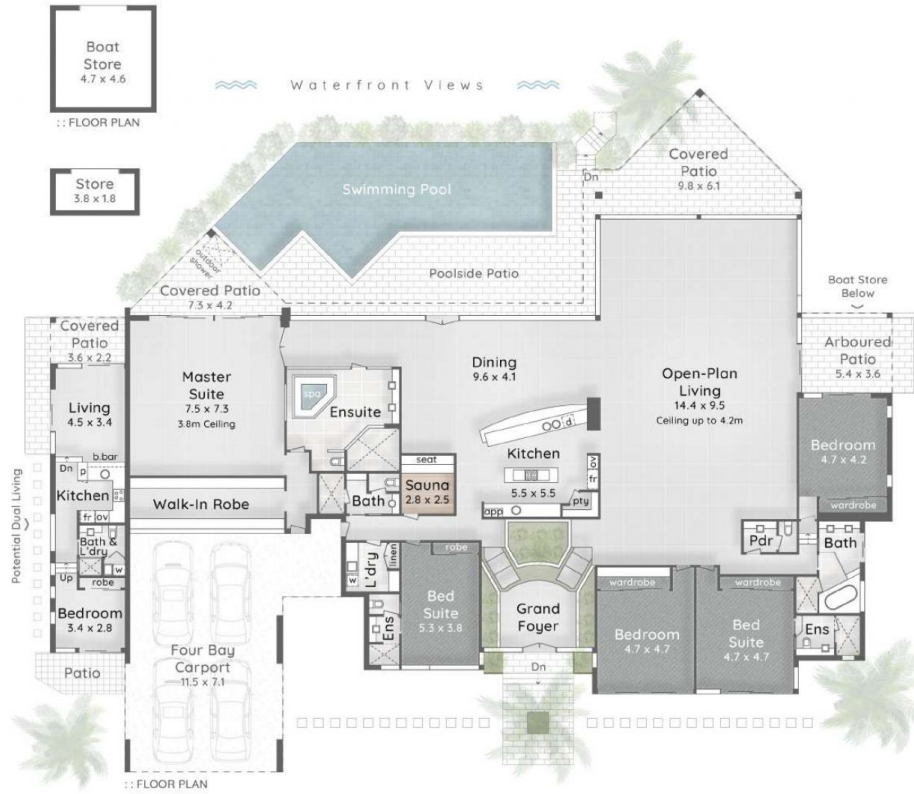 Boat
Store
4.7 x 4.6
:: FLOOR PLAN
Store
3.8 x 1.8
Waterfront Views
Swimming Pool
Dn
Covered
Patio
9.8 x 6.1
outdoor
shower
Poolside Patio
Covered Patio
7.3 x 4.2
Boat Store
Below
Covered
Patio
3.6 x 2.2
Arboured
Patio
5.4 x 3.6
Master
Suite
7.5 x 7.3
3.8m Ceiling
Dining
9.6 x 4.1
Open-Plan
Living
14.4 x 9.5
Ceiling up to 4.2m
Living
4.5 x 3.4
spa
Ensuite
d
Bedroom
4.7 x 4.2
wardrobe
b.bar
Dn
p
Kitchen
fr ov
seat
Sauna
2.8 x 2.5
Kitchen
5.5 x 5.5
ov
fr
app
pty
Walk-In Robe
Bath
Bath &
L'dry
w
Pdr
Bath
Up
robe
Bedroom
3.4 x 2.8
Patio
Potential Dual Living
L'dry
linen
w
robe
Bed
Suite
5.3 x 3.8
Ens
Grand
Foyer
Dn
wardrobe
Bedroom
4.7 x 4.7
wardrobe
Bed
Suite
4.7 x 4.7
Ens
Four Bay
Carport
11.5 x 7.1
:: FLOOR PLAN